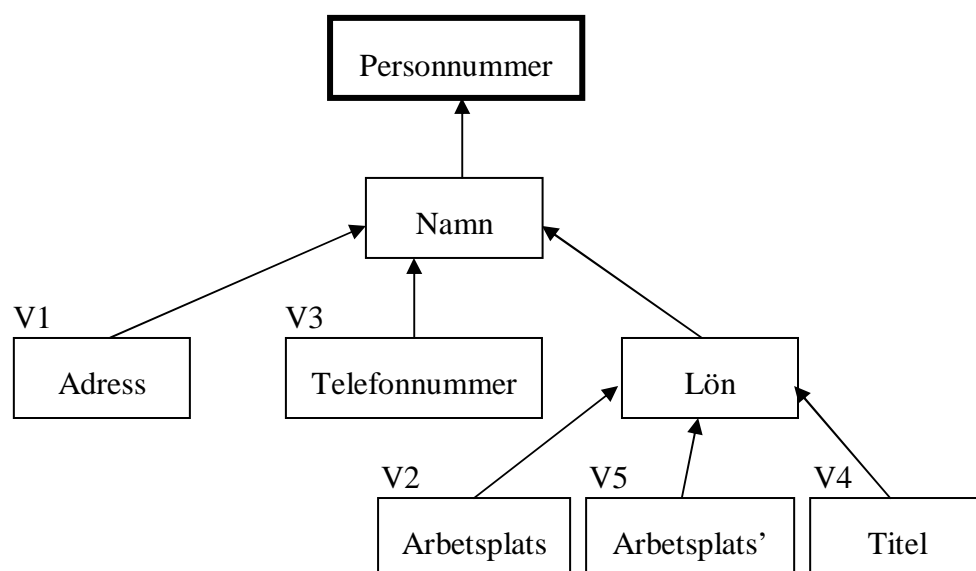 Personnummer
Namn
V1
V3
Adress
Telefonnummer
Lön
V2
V5
V4
Arbetsplats
Arbetsplats’
Titel